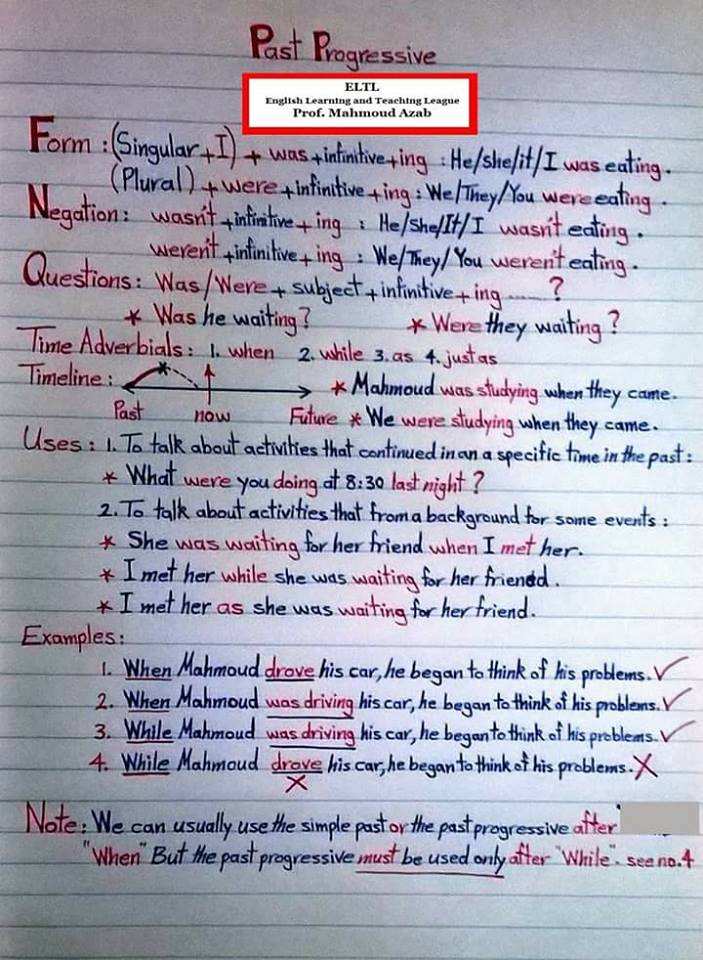 Past Progressive
ELTL
English Learning and Teaching League
Prof. Mahmoud Azab
Form : (Singular + I) + was + infinitive + ing : He/she/it/I was eating.
(Plural) + were + infinitive + ing : We/They/You were eating.
Negation : wasn't + infinitive + ing : He/she/It/I wasn't eating.
weren't + infinitive + ing : We/They/You weren't eating.
Questions : Was/Were + subject + infinitive + ing ......?
* Was he waiting? * Were they waiting?
Time Adverbials : 1. when 2. while 3. as 4. just as
Timeline : * Mahmoud was studying when they came.
Past now Future * We were studying when they came.
Uses : 1. To talk about activities that continued in an a specific time in the past :
* What were you doing at 8:30 last night?
2. To talk about activities that from a background for some events :
* She was waiting for her friend when I met her.
* I met her while she was waiting for her friend.
* I met her as she was waiting for her friend.
Examples :
1. When Mahmoud drove his car, he began to think of his problems. ✓
2. When Mahmoud was driving his car, he began to think of his problems. ✓
3. While Mahmoud was driving his car, he began to think of his problems. ✓
4. While Mahmoud drove his car, he began to think of his problems. X
X
Note : We can usually use the simple past or the past progressive after
"When" But the past progressive must be used only after "While". see no.4